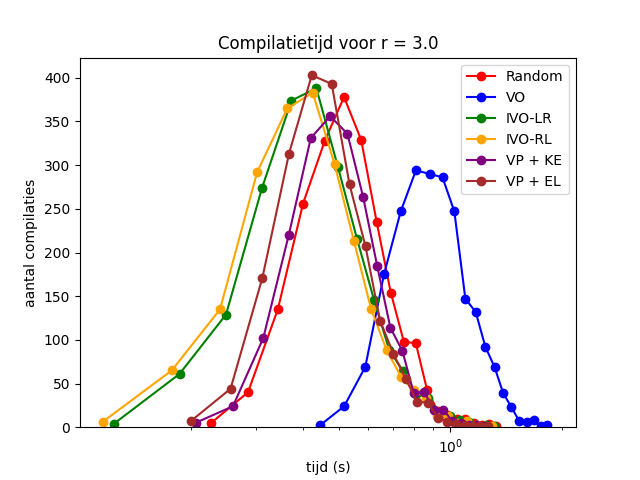 Compilatietijd voor r = 3.0
aantal compilaties
400
350
300
250
200
150
100
50
0
Random
VO
IVO-LR
IVO-RL
VP + KE
VP + EL
10⁰
tijd (s)